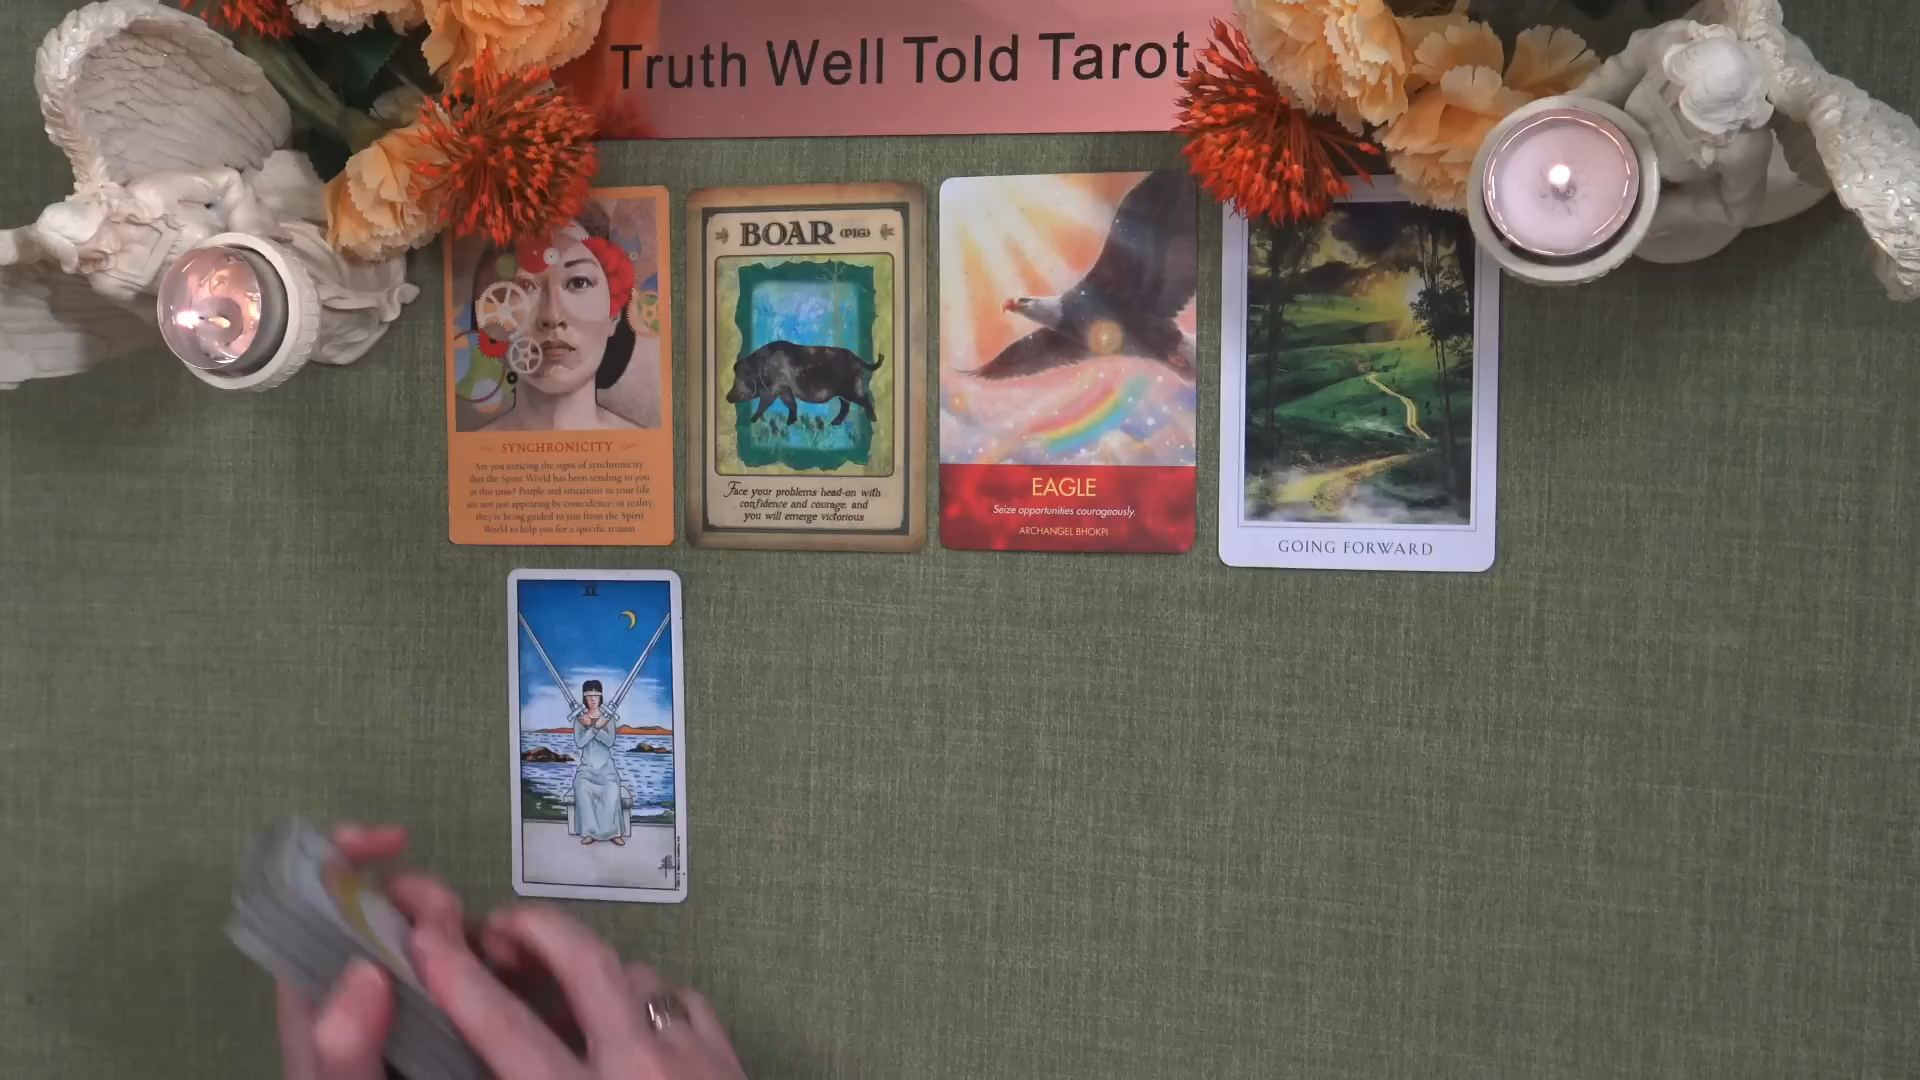 Truth Well Told Tarot
SYNCHRONICITY
Are you noticing the signs of synchronicity
that the Spirit World has been sending to you
at this time? People and situations in your life
are not just appearing by coincidence; in reality,
they're being guided to you from the Spirit
World to help you for a specific reason
BOAR (PIG)
Face your problems head-on with
confidence and courage, and
you will emerge victorious
EAGLE
Seize opportunities courageously.
ARCHANGEL BHOKPI
GOING FORWARD
II